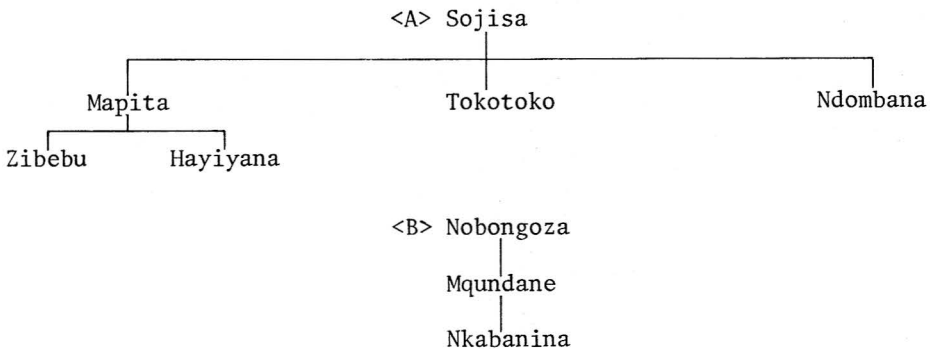 <A> Sojisa
Mapita Tokotoko Ndombana
Zibebu Hayiyana
<B> Nobongoza
Mqundane
Nkabanina